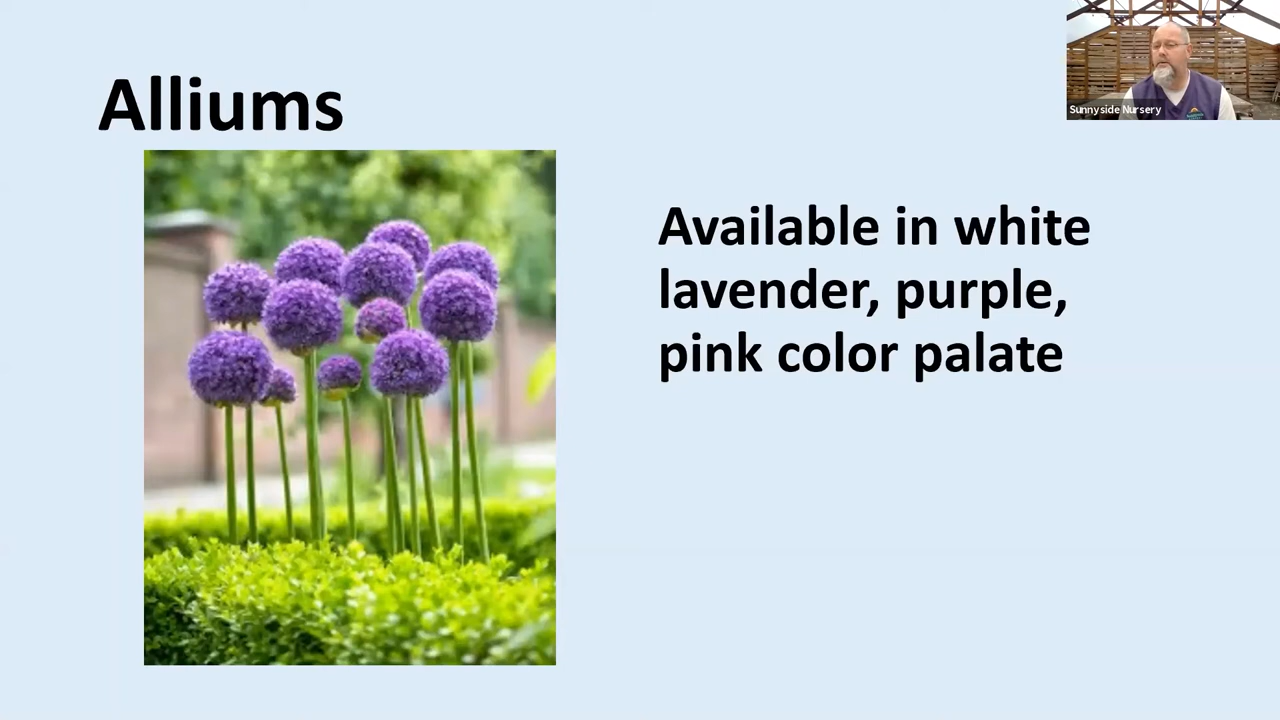 Alliums
Available in white
lavender, purple,
pink color palate
Sunnyside Nursery